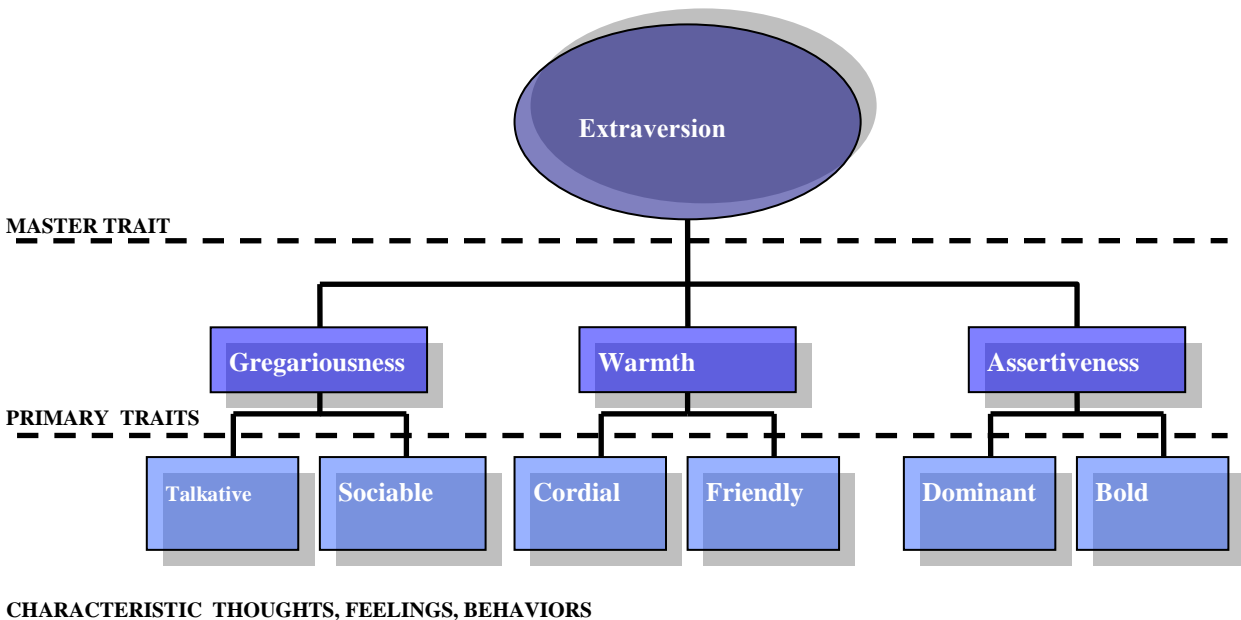 Extraversion
MASTER TRAIT
Gregariousness
Warmth
Assertiveness
PRIMARY TRAITS
Talkative
Sociable
Cordial
Friendly
Dominant
Bold
CHARACTERISTIC THOUGHTS, FEELINGS, BEHAVIORS